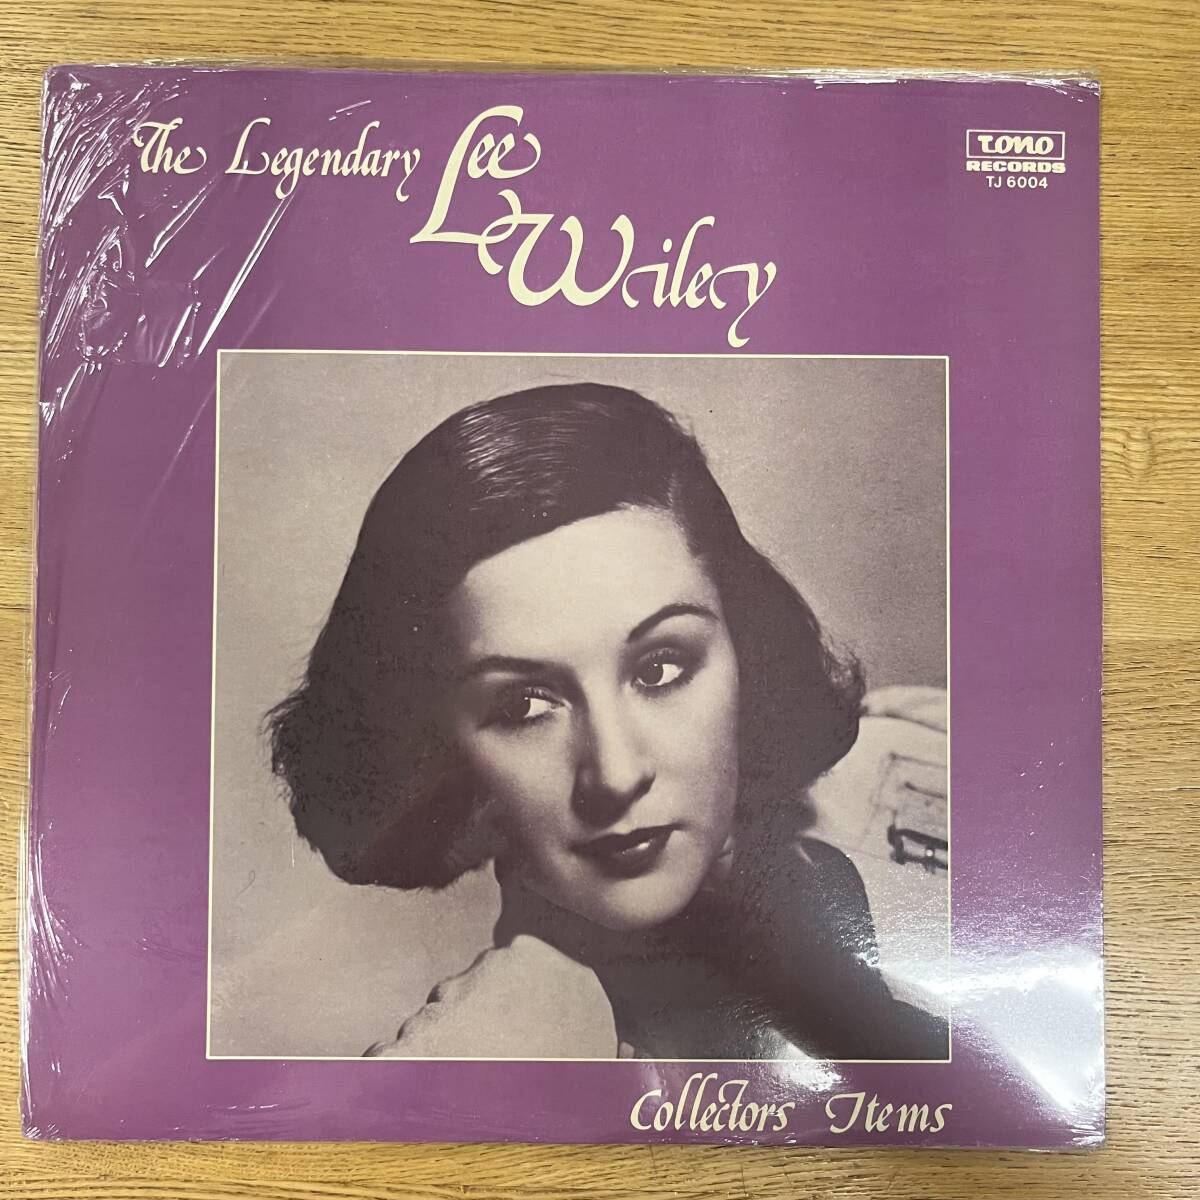 The Legendary Lee
Wiley
TONO
RECORDS
TJ 6004
Collectors Items